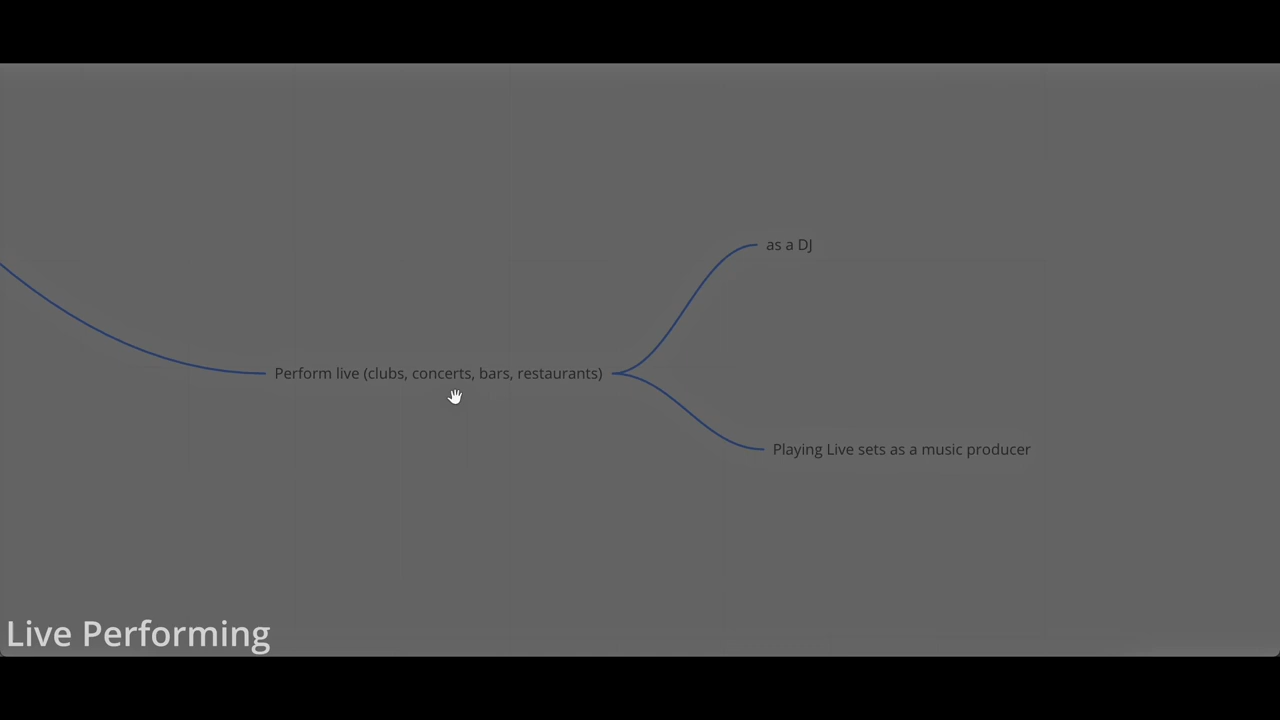 as a DJ
Perform live (clubs, concerts, bars, restaurants)
Playing Live sets as a music producer
Live Performing